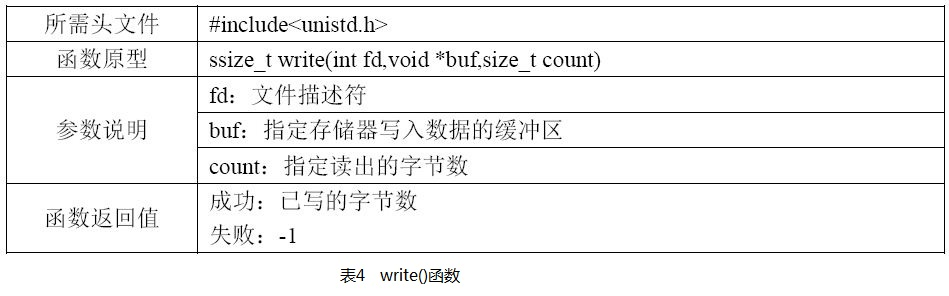 所需头文件 #include<unistd.h>
函数原型 ssize_t write(int fd,void *buf,size_t count)
参数说明
fd：文件描述符
buf：指定存储器写入数据的缓冲区
count：指定读出的字节数
函数返回值
成功：已写的字节数
失败：-1
表4 write()函数